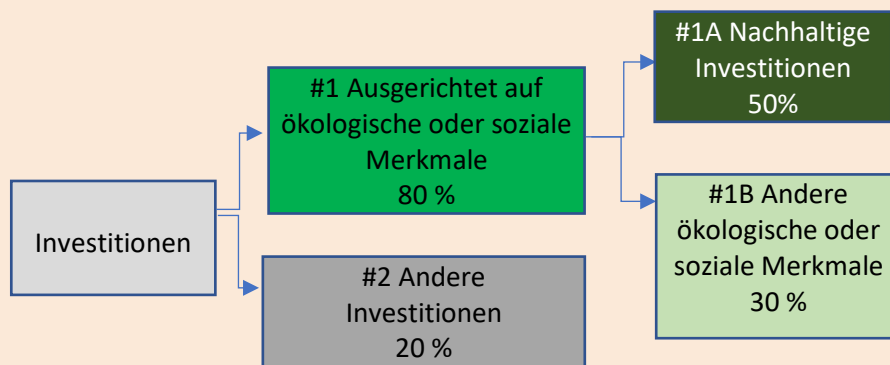 #1A Nachhaltige
Investitionen
50%
#1 Ausgerichtet auf
ökologische oder soziale
Merkmale
80 %
Investitionen
#1B Andere
ökologische oder
soziale Merkmale
30 %
#2 Andere
Investitionen
20 %